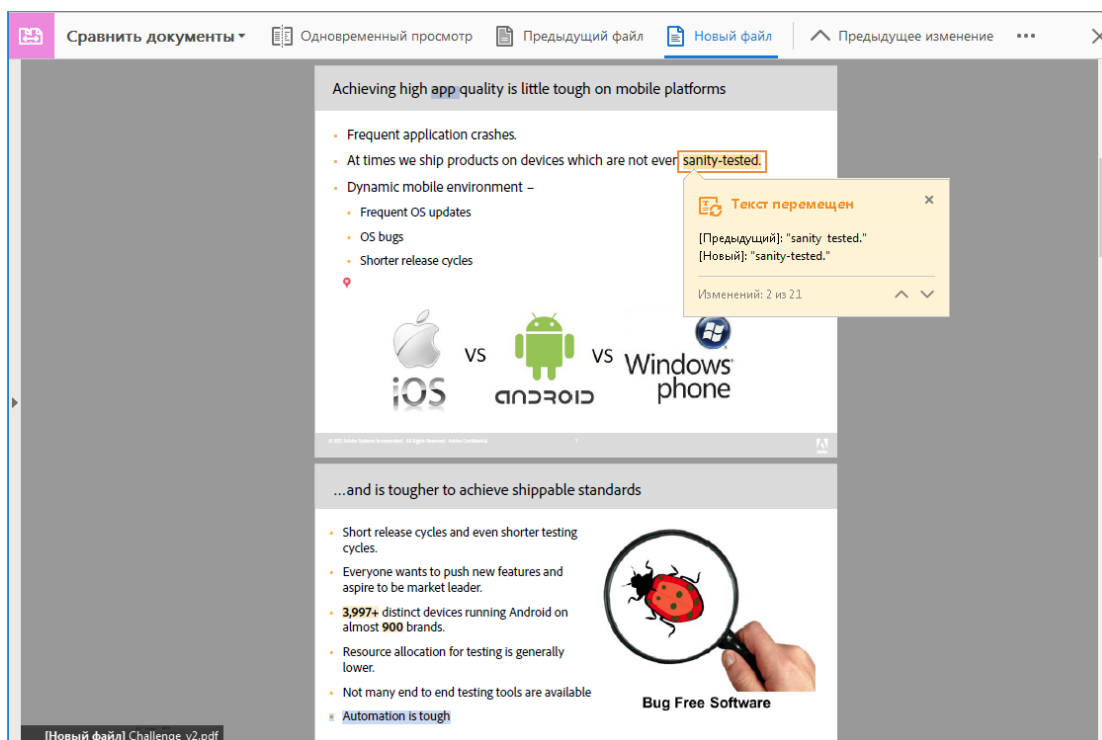 Сравнить документы
Одновременный просмотр
Предыдущий файл
Новый файл
Предыдущее изменение
Achieving high app quality is little tough on mobile platforms
Frequent application crashes.
At times we ship products on devices which are not even sanity-tested.
Dynamic mobile environment –
Frequent OS updates
OS bugs
Shorter release cycles
Текст перемещен
[Предыдущий]: "sanity tested."
[Новый]: "sanity-tested."
Изменений: 2 из 21
iOS
vs
android
vs
Windows
phone
...and is tougher to achieve shippable standards
Short release cycles and even shorter testing
cycles.
Everyone wants to push new features and
aspire to be market leader.
3,997+ distinct devices running Android on
almost 900 brands.
Resource allocation for testing is generally
lower.
Not many end to end testing tools are available
Automation is tough
Bug Free Software
[Новый файл] Challenge_v2.pdf